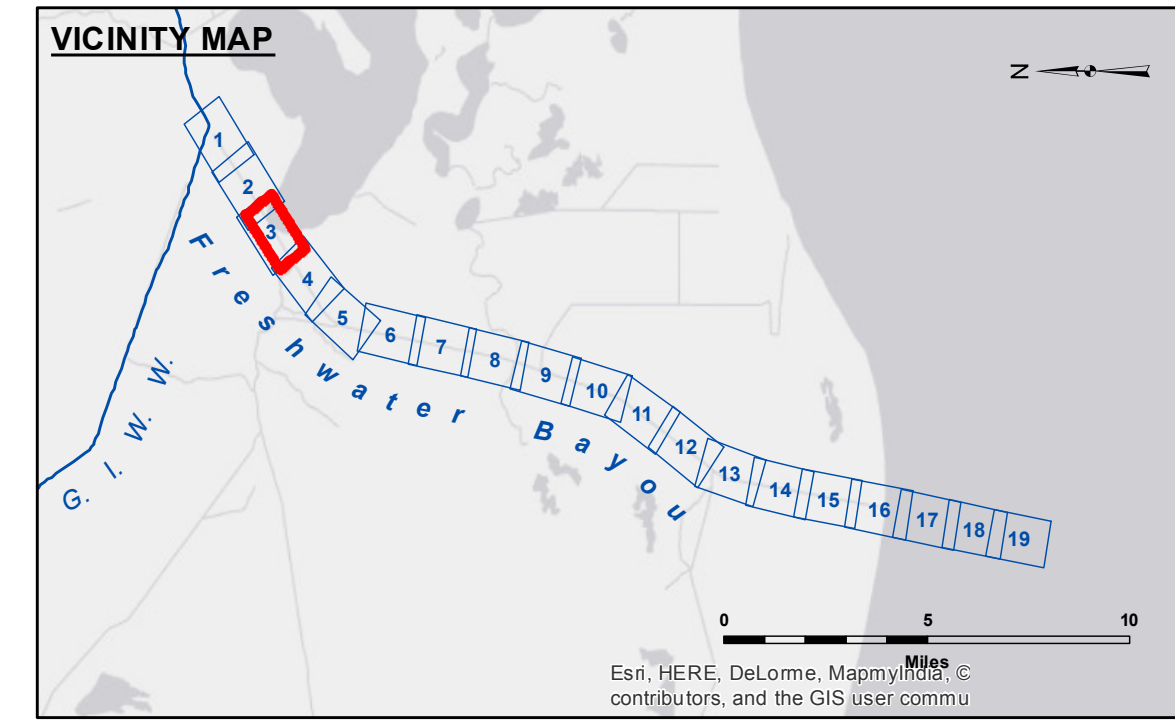 VICINITY MAP
N
1
2
3
4
5
6
7
8
9
10
11
12
13
14
15
16
17
18
19
Freshwater Bayou
G. I. W. W.
0 5 10
Miles
Esri, HERE, DeLorme, MapmyIndia, ©
contributors, and the GIS user commu